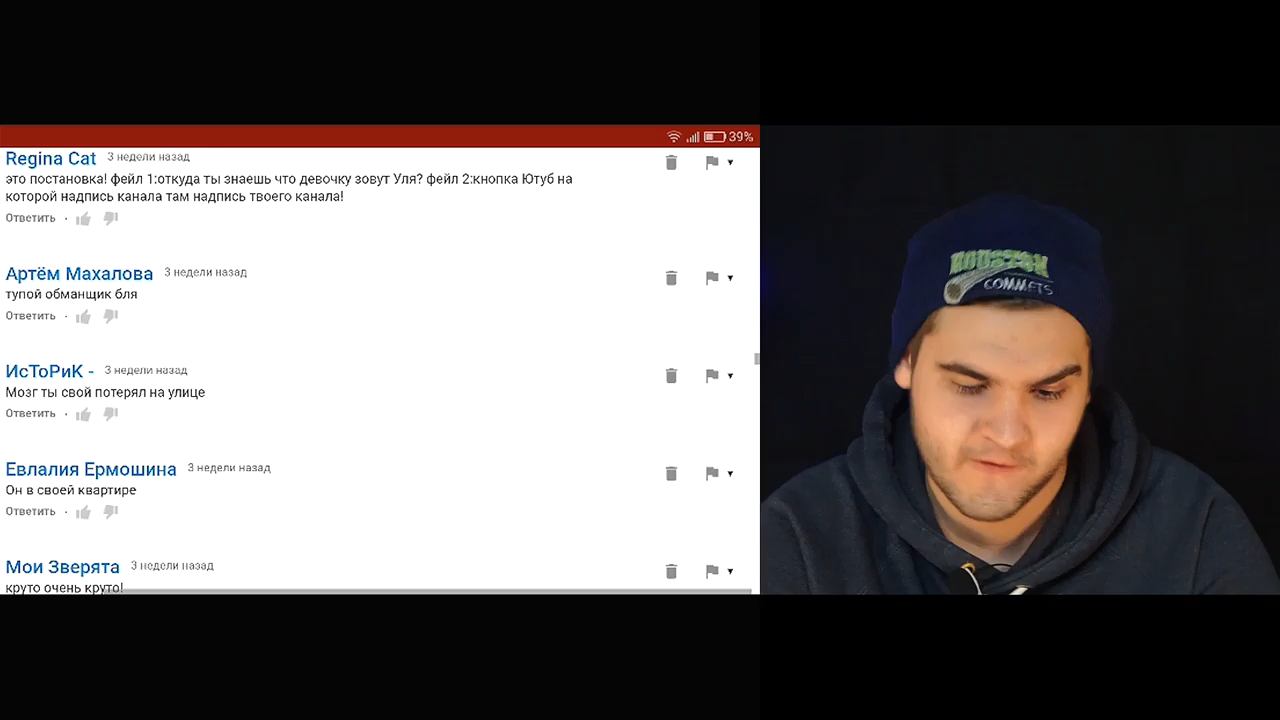 39%
Regina Cat 3 недели назад
это постановка! фейл 1:откуда ты знаешь что девочку зовут Уля? фейл 2:кнопка Ютуб на
которой надпись канала там надпись твоего канала!
Ответить ·
Артём Махалова 3 недели назад
тупой обманщик бля
Ответить ·
ИсТоРиК - 3 недели назад
Мозг ты свой потерял на улице
Ответить ·
Евлалия Ермошина 3 недели назад
Он в своей квартире
Ответить ·
Мои Зверята 3 недели назад
круто очень круто!
HOUSTON
COMMETS